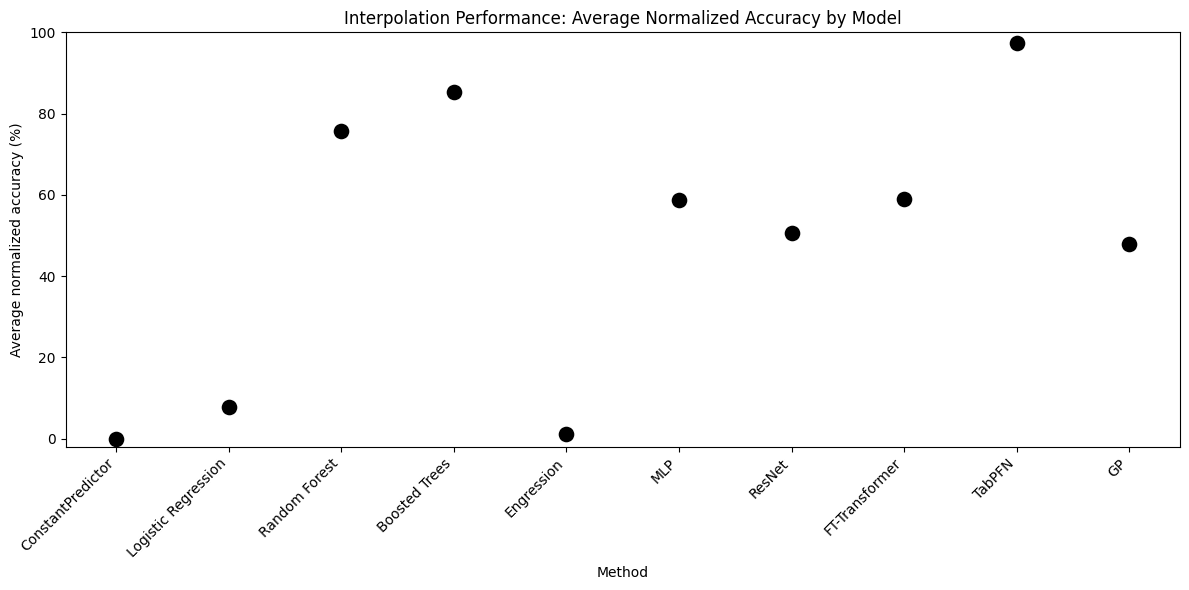 Interpolation Performance: Average Normalized Accuracy by Model
Average normalized accuracy (%)
100
80
60
40
20
0
ConstantPredictor
Logistic Regression
Random Forest
Boosted Trees
Engression
MLP
ResNet
FT-Transformer
TabPFN
GP
Method